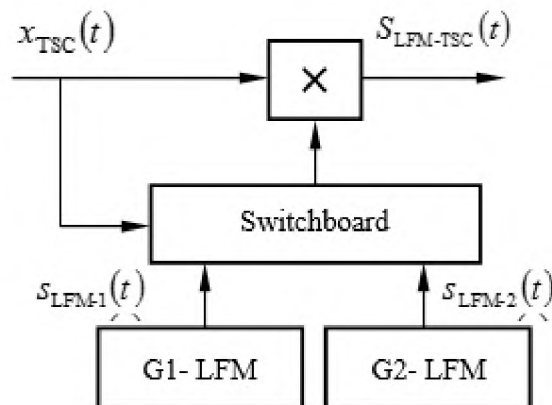 x_TSC(t) S_LFM-TSC(t)
×
Switchboard
s_LFM-1(t) s_LFM-2(t)
G1- LFM G2- LFM